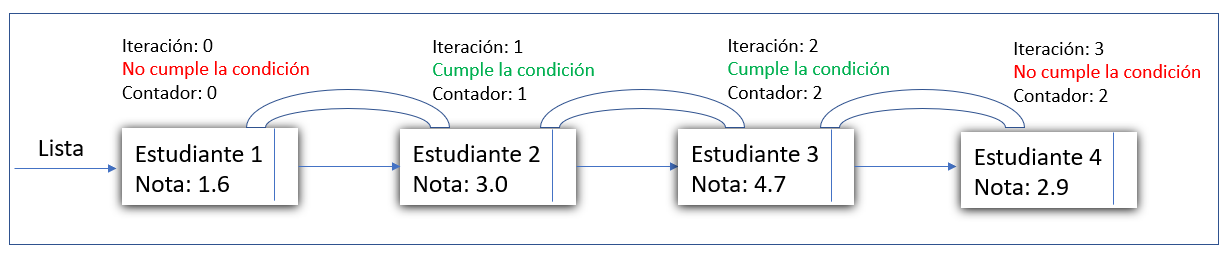 Iteración: 0
No cumple la condición
Contador: 0
Iteración: 1
Cumple la condición
Contador: 1
Iteración: 2
Cumple la condición
Contador: 2
Iteración: 3
No cumple la condición
Contador: 2
Lista
Estudiante 1
Nota: 1.6
Estudiante 2
Nota: 3.0
Estudiante 3
Nota: 4.7
Estudiante 4
Nota: 2.9